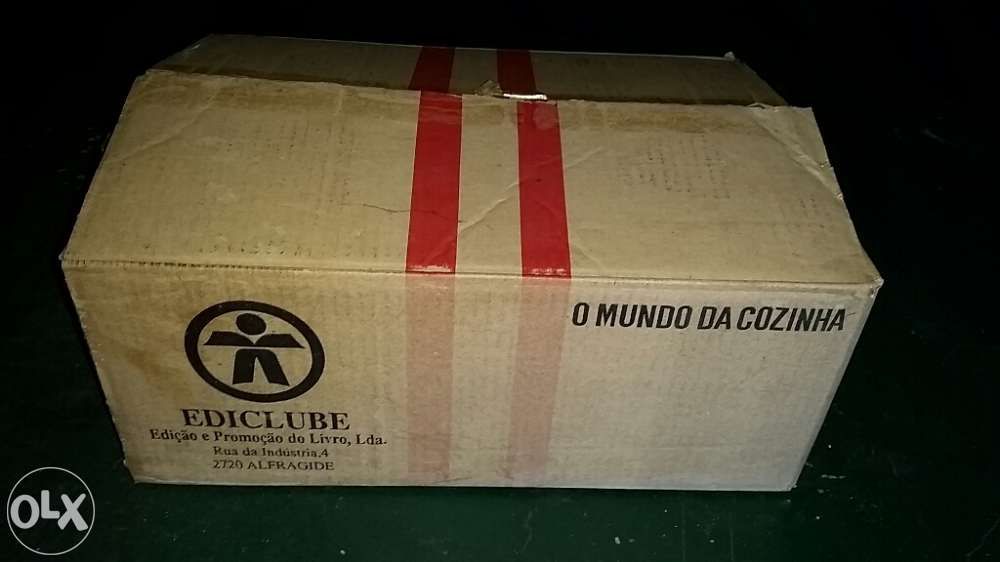 O MUNDO DA COZINHA
EDICLUBE
Edição e Promoção do Livro, Lda.
Rua da Indústria,4
2720 ALFRAGIDE
OLX